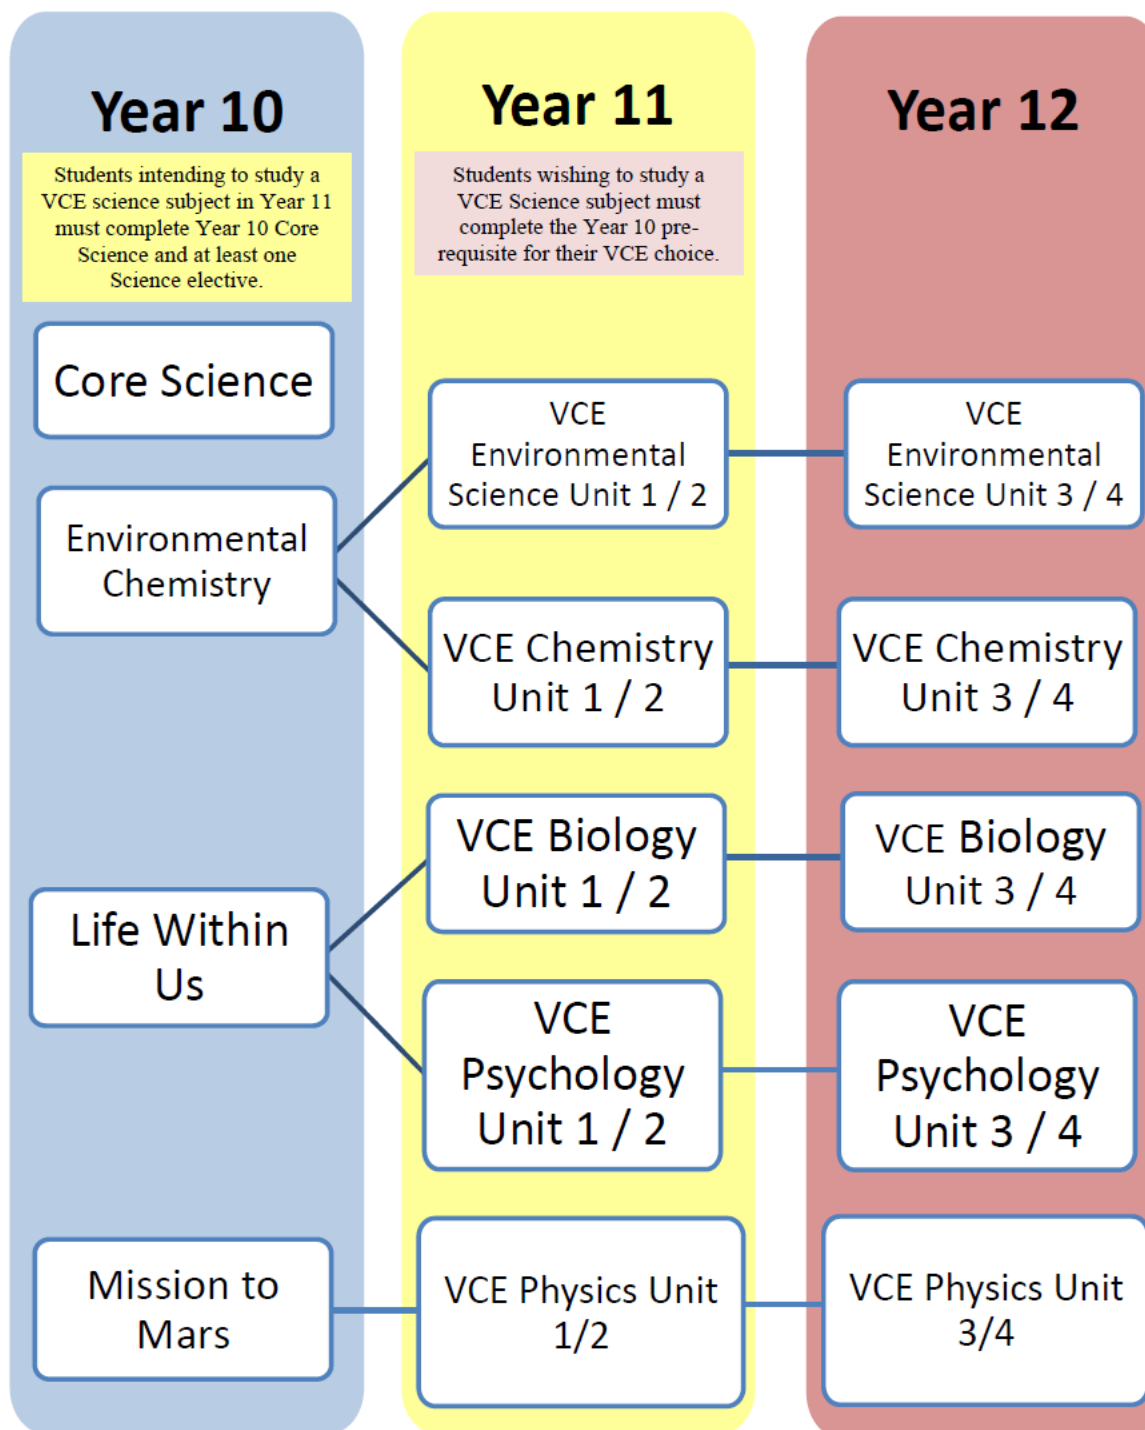 Year 10
Students intending to study a
VCE science subject in Year 11
must complete Year 10 Core
Science and at least one
Science elective.
Core Science
Environmental
Chemistry
Life Within
Us
Mission to
Mars
Year 11
Students wishing to study a
VCE Science subject must
complete the Year 10 pre-
requisite for their VCE choice.
VCE
Environmental
Science Unit 1 / 2
VCE Chemistry
Unit 1 / 2
VCE Biology
Unit 1 / 2
VCE
Psychology
Unit 1 / 2
VCE Physics Unit
1/2
Year 12
VCE
Environmental
Science Unit 3 / 4
VCE Chemistry
Unit 3 / 4
VCE Biology
Unit 3 / 4
VCE
Psychology
Unit 3 / 4
VCE Physics Unit
3/4